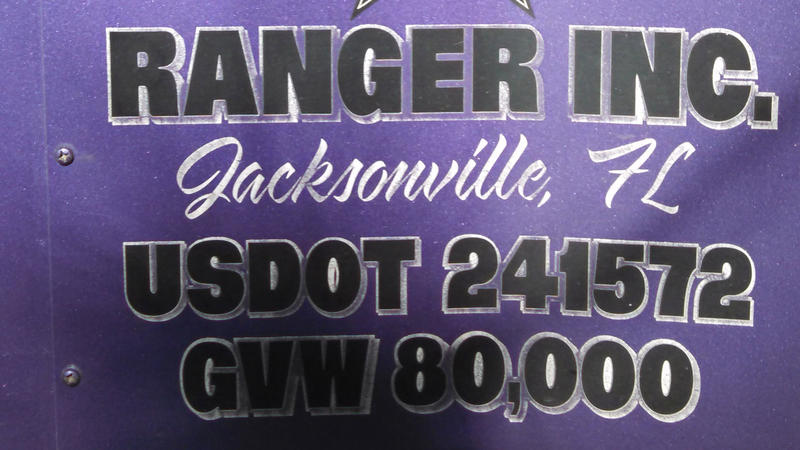 RANGER INC.
Jacksonville, FL
USDOT 241572
GVW 80,000